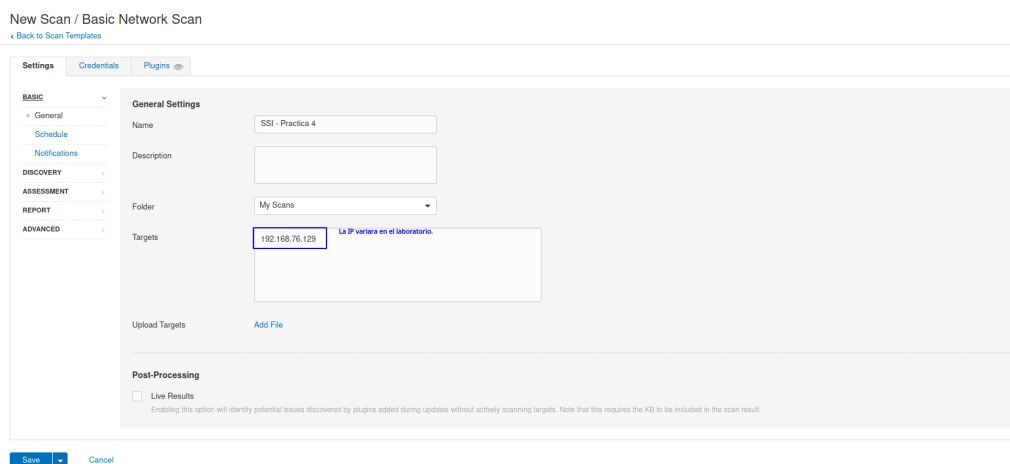 New Scan / Basic Network Scan
‹ Back to Scan Templates
Settings
Credentials
Plugins
BASIC
General
Schedule
Notifications
DISCOVERY
ASSESSMENT
REPORT
ADVANCED
General Settings
Name
SSI - Practica 4
Description
Folder
My Scans
Targets
192.168.76.129
La IP variara en el laboratorio.
Upload Targets
Add File
Post-Processing
Live Results
Enabling this option will identify potential issues discovered by plugins added during updates without actively scanning targets. Note that this requires the KB to be included in the scan result.
Save
Cancel